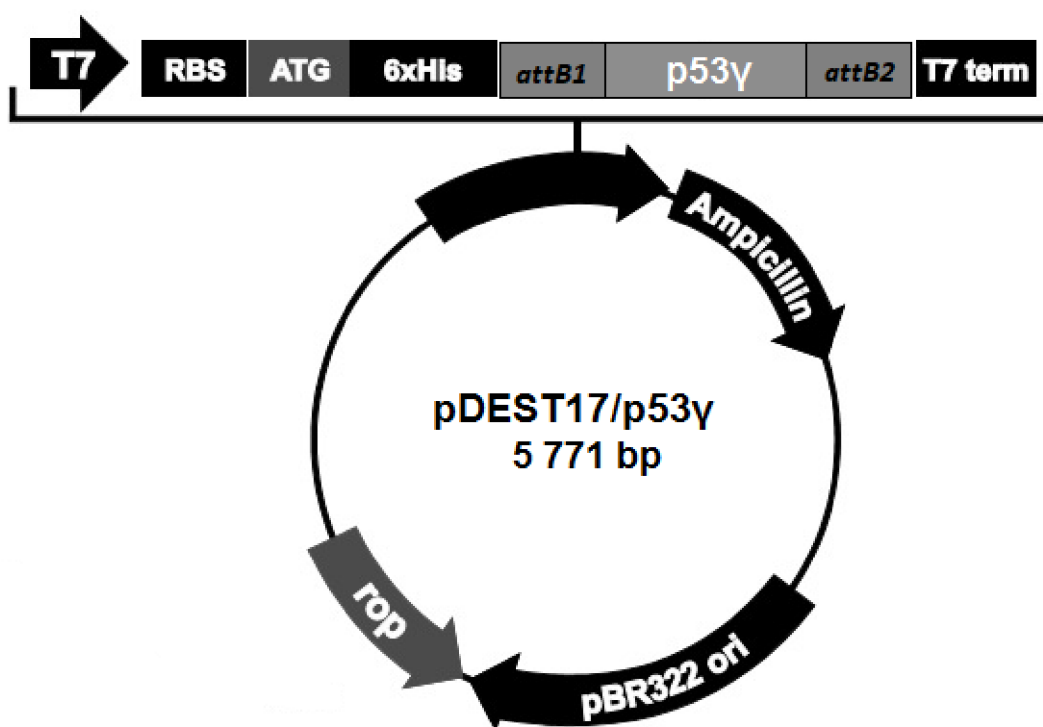 T7 RBS ATG 6xHis attB1 p53γ attB2 T7 term
Ampicillin
pDEST17/p53γ
5 771 bp
rop
pBR322 ori